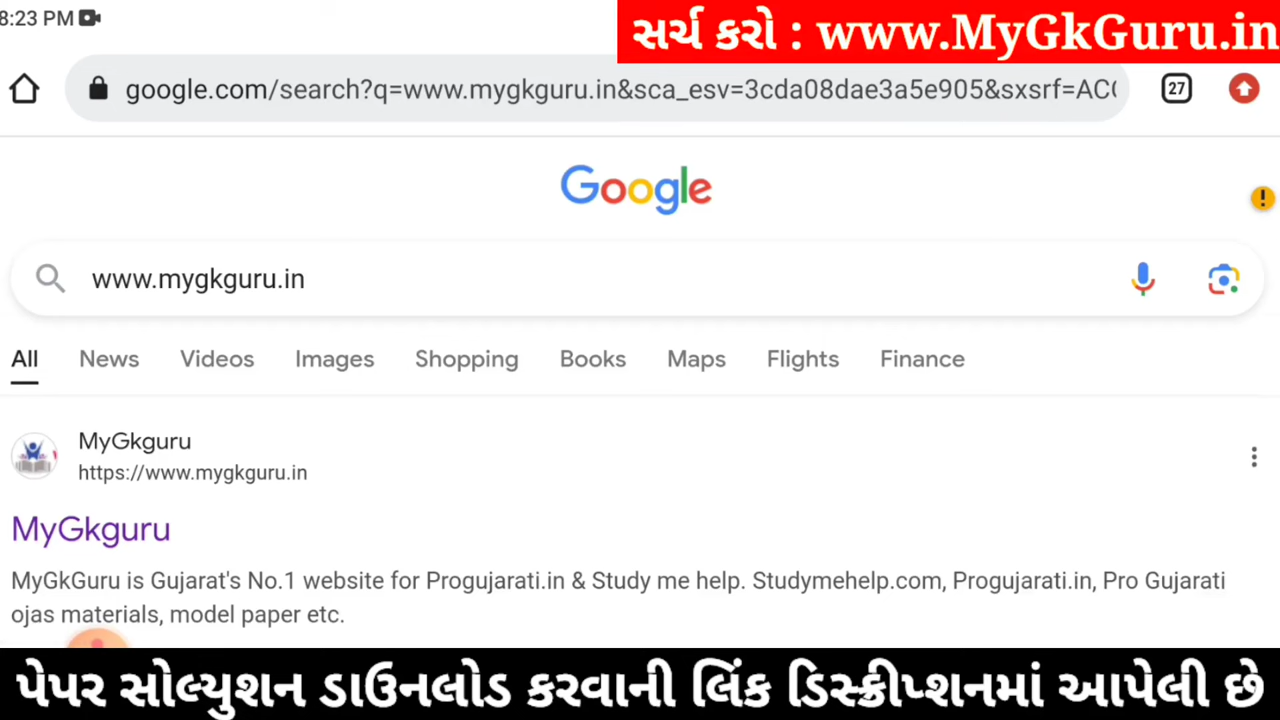 8:23 PM
સર્ચ કરો : www.MyGkGuru.in
google.com/search?q=www.mygkguru.in&sca_esv=3cda08dae3a5e905&sxsrf=AC
27
Google
www.mygkguru.in
All News Videos Images Shopping Books Maps Flights Finance
MyGkguru
https://www.mygkguru.in
MyGkguru
MyGkGuru is Gujarat's No.1 website for Progujarati.in & Study me help. Studymehelp.com, Progujarati.in, Pro Gujarati
ojas materials, model paper etc.
પેપર સોલ્યુશન ડાઉનલોડ કરવાની લિંક ડિસ્ક્રીપ્શનમાં આપેલી છે